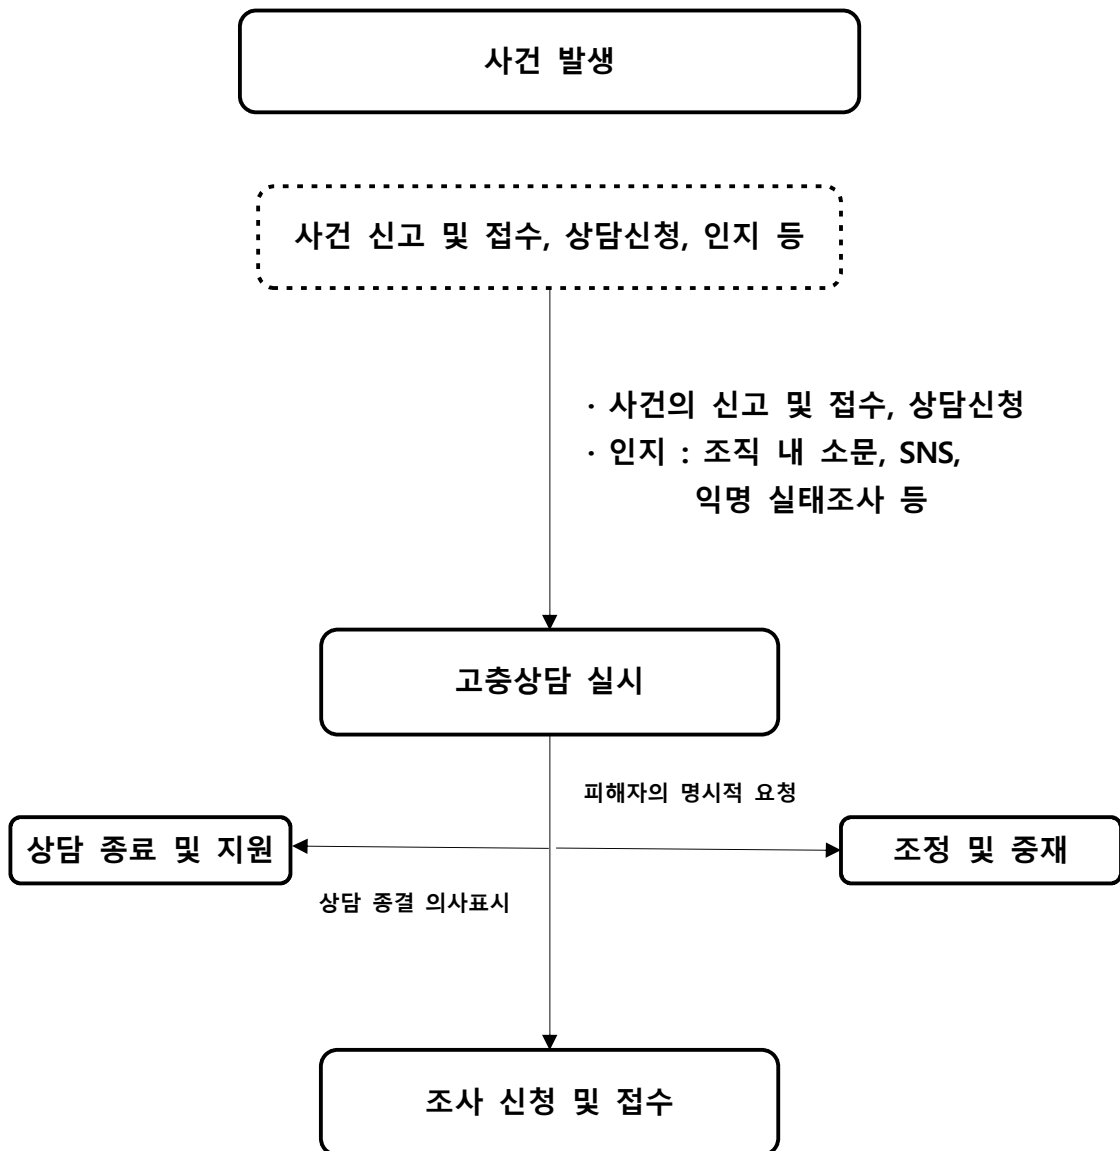 사건 발생
사건 신고 및 접수, 상담신청, 인지 등
· 사건의 신고 및 접수, 상담신청
· 인지 : 조직 내 소문, SNS,
익명 실태조사 등
고충상담 실시
피해자의 명시적 요청
상담 종료 및 지원
조정 및 중재
상담 종결 의사표시
조사 신청 및 접수